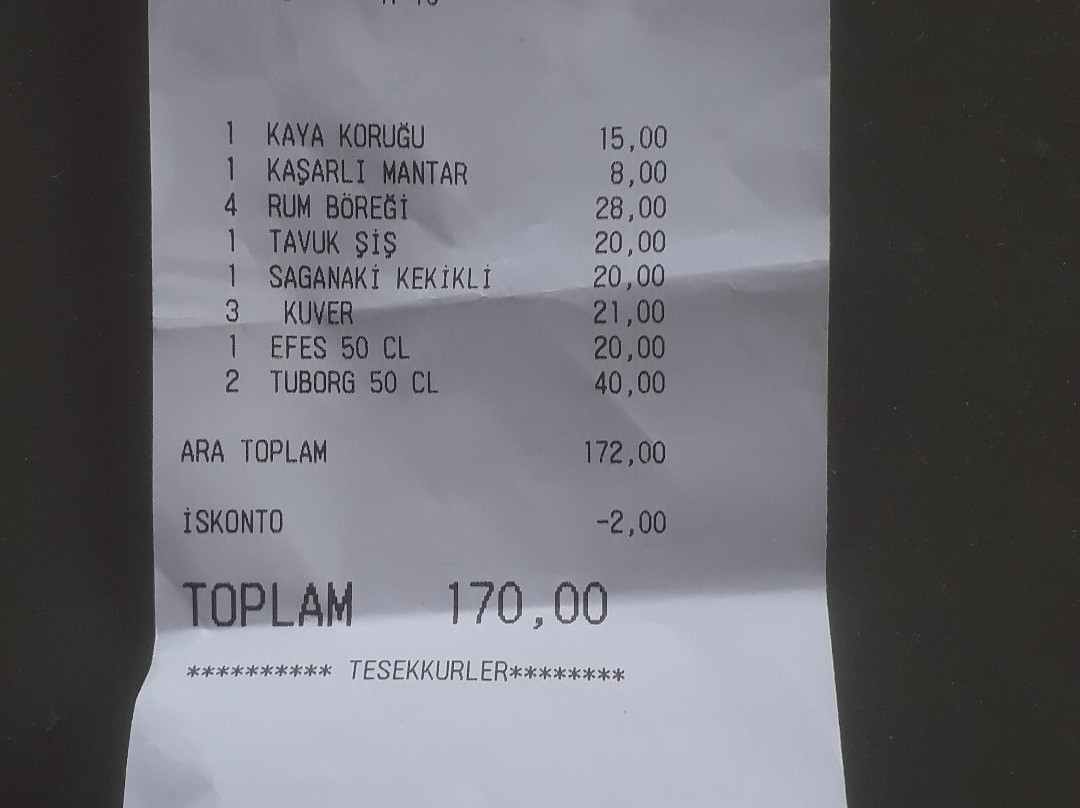 1 KAYA KORUĞU 15,00
1 KAŞARLI MANTAR 8,00
4 RUM BÖREĞİ 28,00
1 TAVUK ŞİŞ 20,00
1 SAGANAKİ KEKİKLİ 20,00
3 KUVER 21,00
1 EFES 50 CL 20,00
2 TUBORG 50 CL 40,00
ARA TOPLAM 172,00
İSKONTO -2,00
TOPLAM 170,00
********** TESEKKURLER********